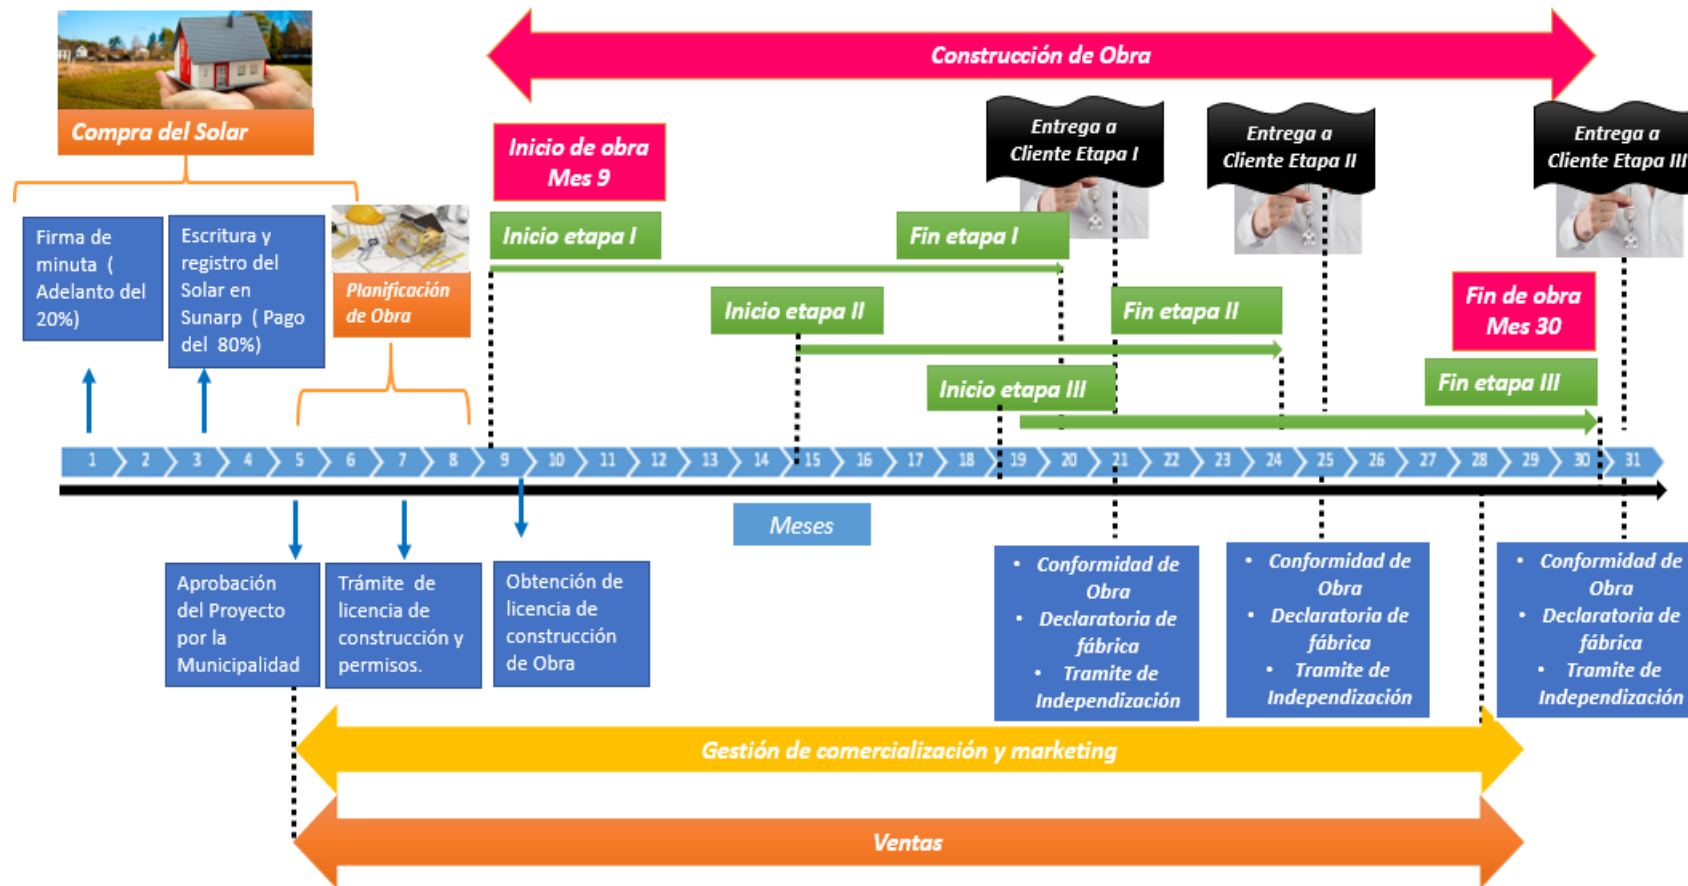 Construcción de Obra
Compra del Solar
Inicio de obra
Mes 9
Entrega a
Cliente Etapa I
Entrega a
Cliente Etapa II
Entrega a
Cliente Etapa III
Firma de
minuta (
Adelanto del
20%)
Escritura y
registro del
Solar en
Sunarp ( Pago
del 80%)
Planificación
de Obra
Inicio etapa I
Fin etapa I
Inicio etapa II
Fin etapa II
Fin de obra
Mes 30
Inicio etapa III
Fin etapa III
1 2 3 4 5 6 7 8 9 10 11 12 13 14 15 16 17 18 19 20 21 22 23 24 25 26 27 28 29 30 31
Meses
Aprobación
del Proyecto
por la
Municipalidad
Trámite de
licencia de
construcción y
permisos.
Obtención de
licencia de
construcción
de Obra
• Conformidad de
Obra
• Declaratoria de
fábrica
• Tramite de
Independización
• Conformidad de
Obra
• Declaratoria de
fábrica
• Tramite de
Independización
• Conformidad de
Obra
• Declaratoria de
fábrica
• Tramite de
Independización
Gestión de comercialización y marketing
Ventas